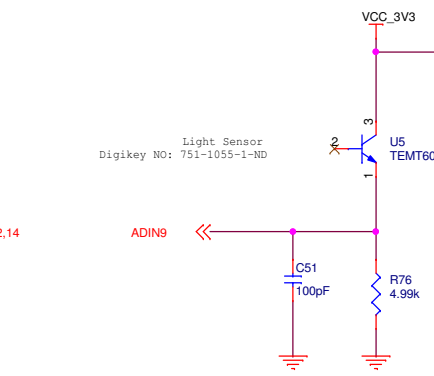 VCC_3V3
3
Light Sensor
2
U5
Digikey NO: 751-1055-1-ND
TEMT60
1
2,14
ADIN9
C51
100pF
R76
4.99k